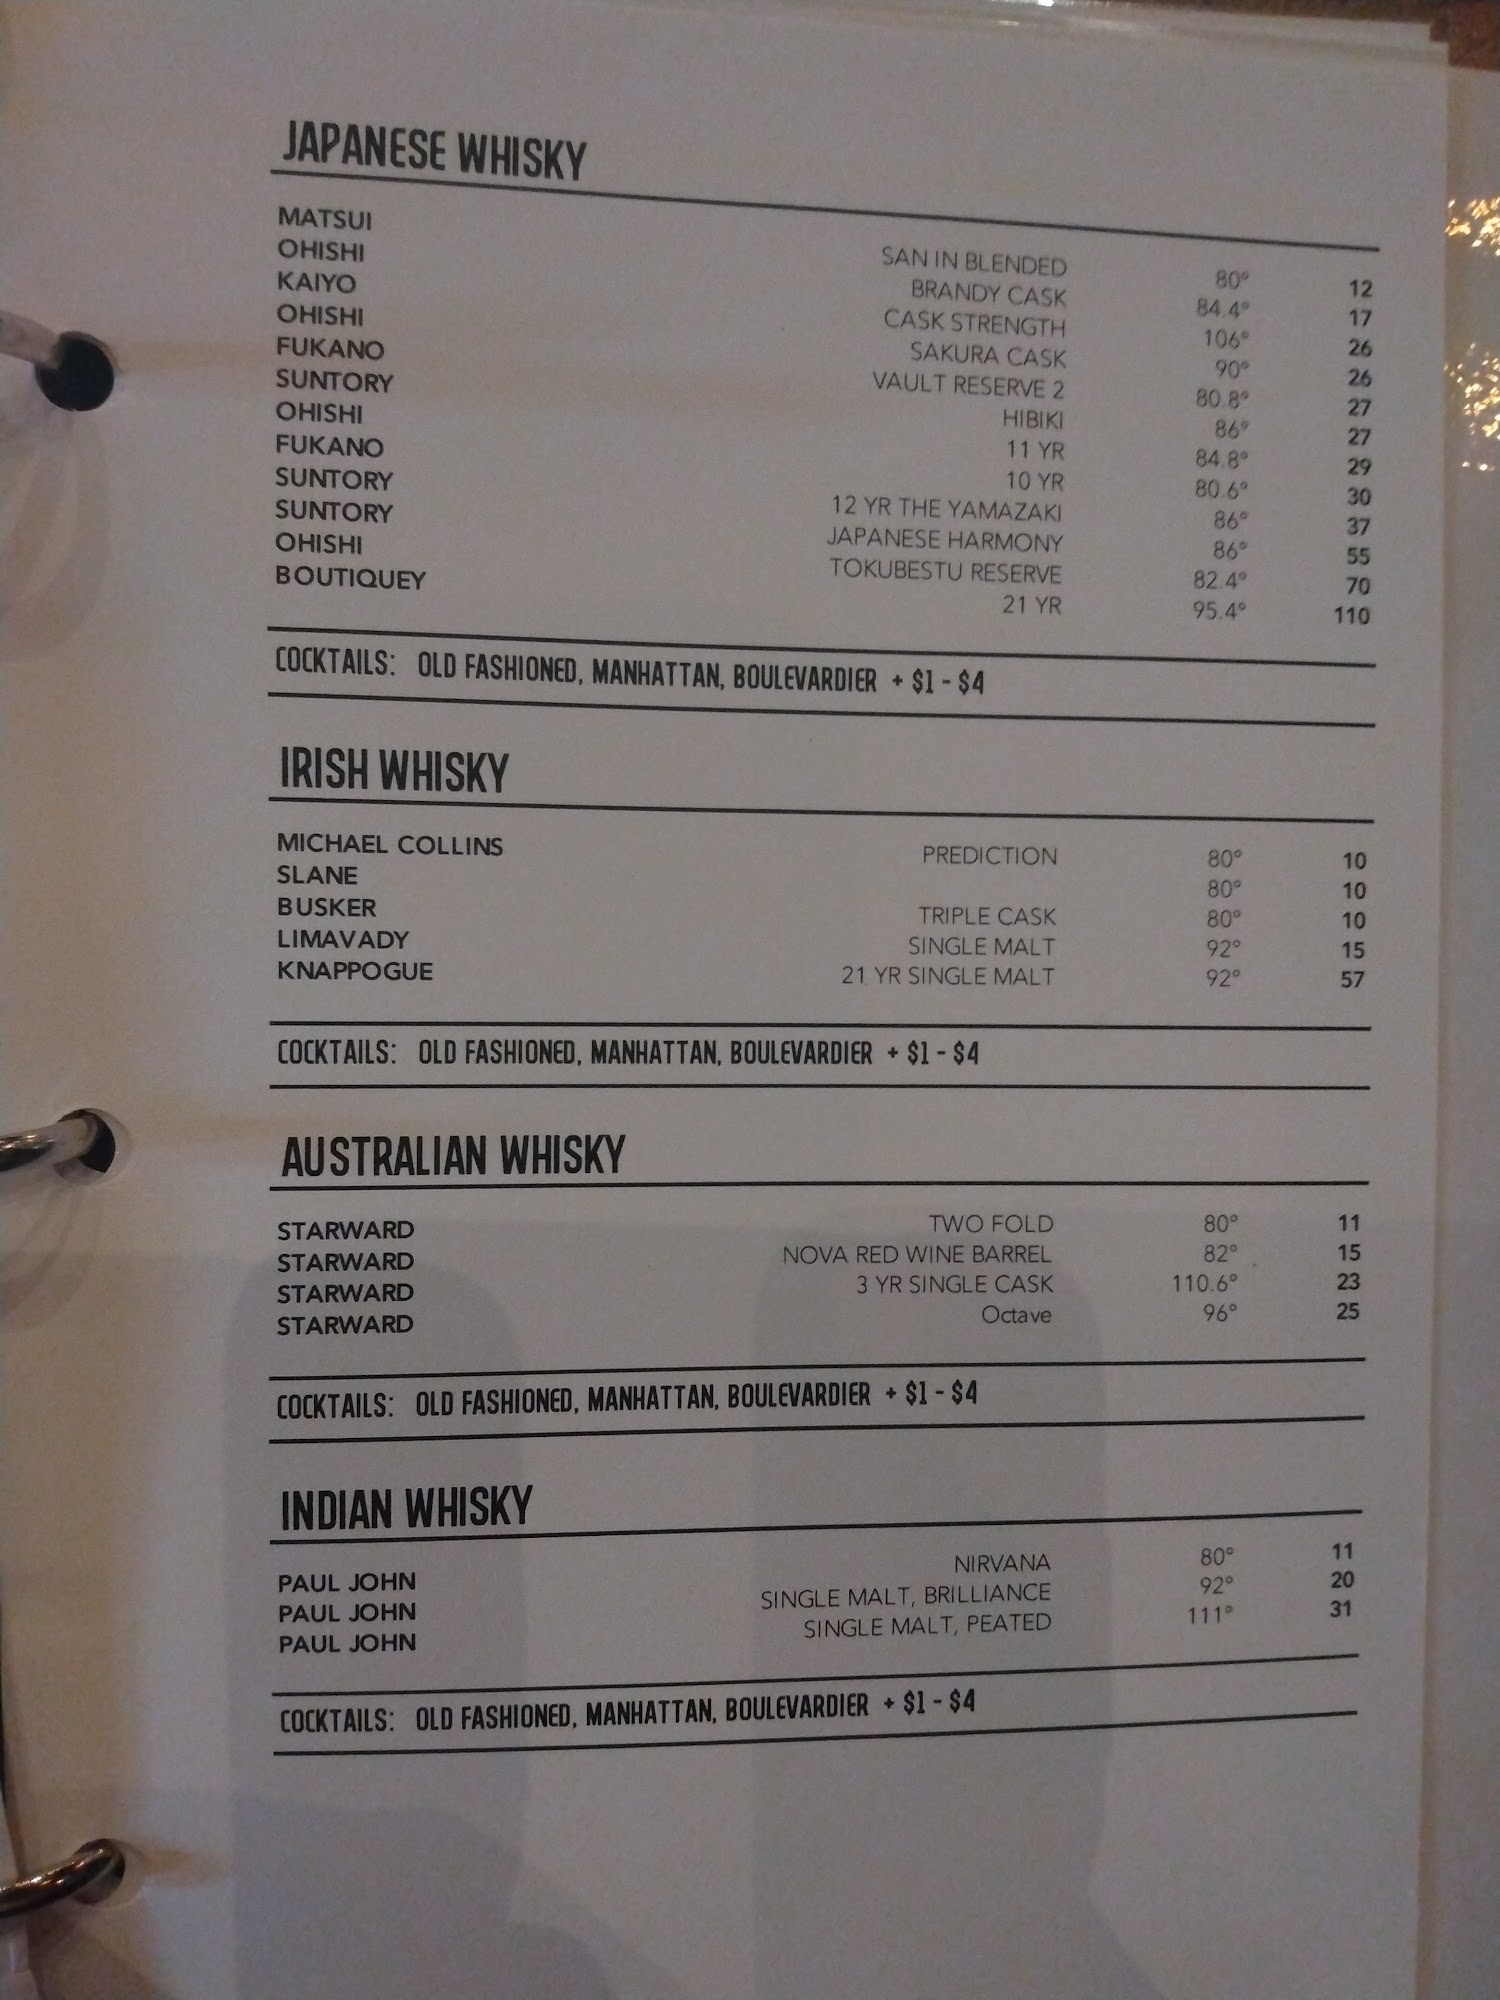 JAPANESE WHISKY
MATSUI SAN IN BLENDED 80° 12
OHISHI BRANDY CASK 84.4° 17
KAIYO CASK STRENGTH 106° 26
OHISHI SAKURA CASK 90° 26
FUKANO VAULT RESERVE 2 80.8° 27
SUNTORY HIBIKI 86° 27
OHISHI 11 YR 84.8° 29
FUKANO 10 YR 80.6° 30
SUNTORY 12 YR THE YAMAZAKI 86° 37
SUNTORY JAPANESE HARMONY 86° 55
OHISHI TOKUBESTU RESERVE 82.4° 70
BOUTIQUEY 21 YR 95.4° 110
COCKTAILS: OLD FASHIONED, MANHATTAN, BOULEVARDIER + $1 - $4
IRISH WHISKY
MICHAEL COLLINS PREDICTION 80° 10
SLANE 80° 10
BUSKER TRIPLE CASK 80° 10
LIMAVADY SINGLE MALT 92° 15
KNAPPOGUE 21 YR SINGLE MALT 92° 57
COCKTAILS: OLD FASHIONED, MANHATTAN, BOULEVARDIER + $1 - $4
AUSTRALIAN WHISKY
STARWARD TWO FOLD 80° 11
STARWARD NOVA RED WINE BARREL 82° 15
STARWARD 3 YR SINGLE CASK 110.6° 23
STARWARD Octave 96° 25
COCKTAILS: OLD FASHIONED, MANHATTAN, BOULEVARDIER + $1 - $4
INDIAN WHISKY
PAUL JOHN NIRVANA 80° 11
PAUL JOHN SINGLE MALT, BRILLIANCE 92° 20
PAUL JOHN SINGLE MALT, PEATED 111° 31
COCKTAILS: OLD FASHIONED, MANHATTAN, BOULEVARDIER + $1 - $4